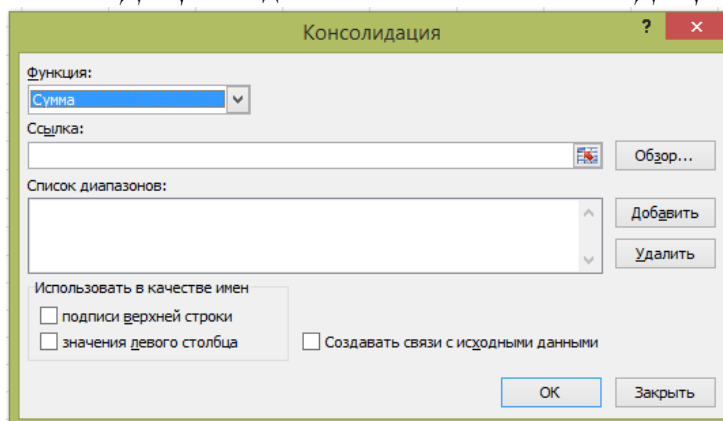 Консолидация
? ×
Функция:
Сумма
Ссылка:
Обзор...
Список диапазонов:
Добавить
Удалить
Использовать в качестве имен
подписи верхней строки
значения левого столбца
Создавать связи с исходными данными
ОК
Закрыть